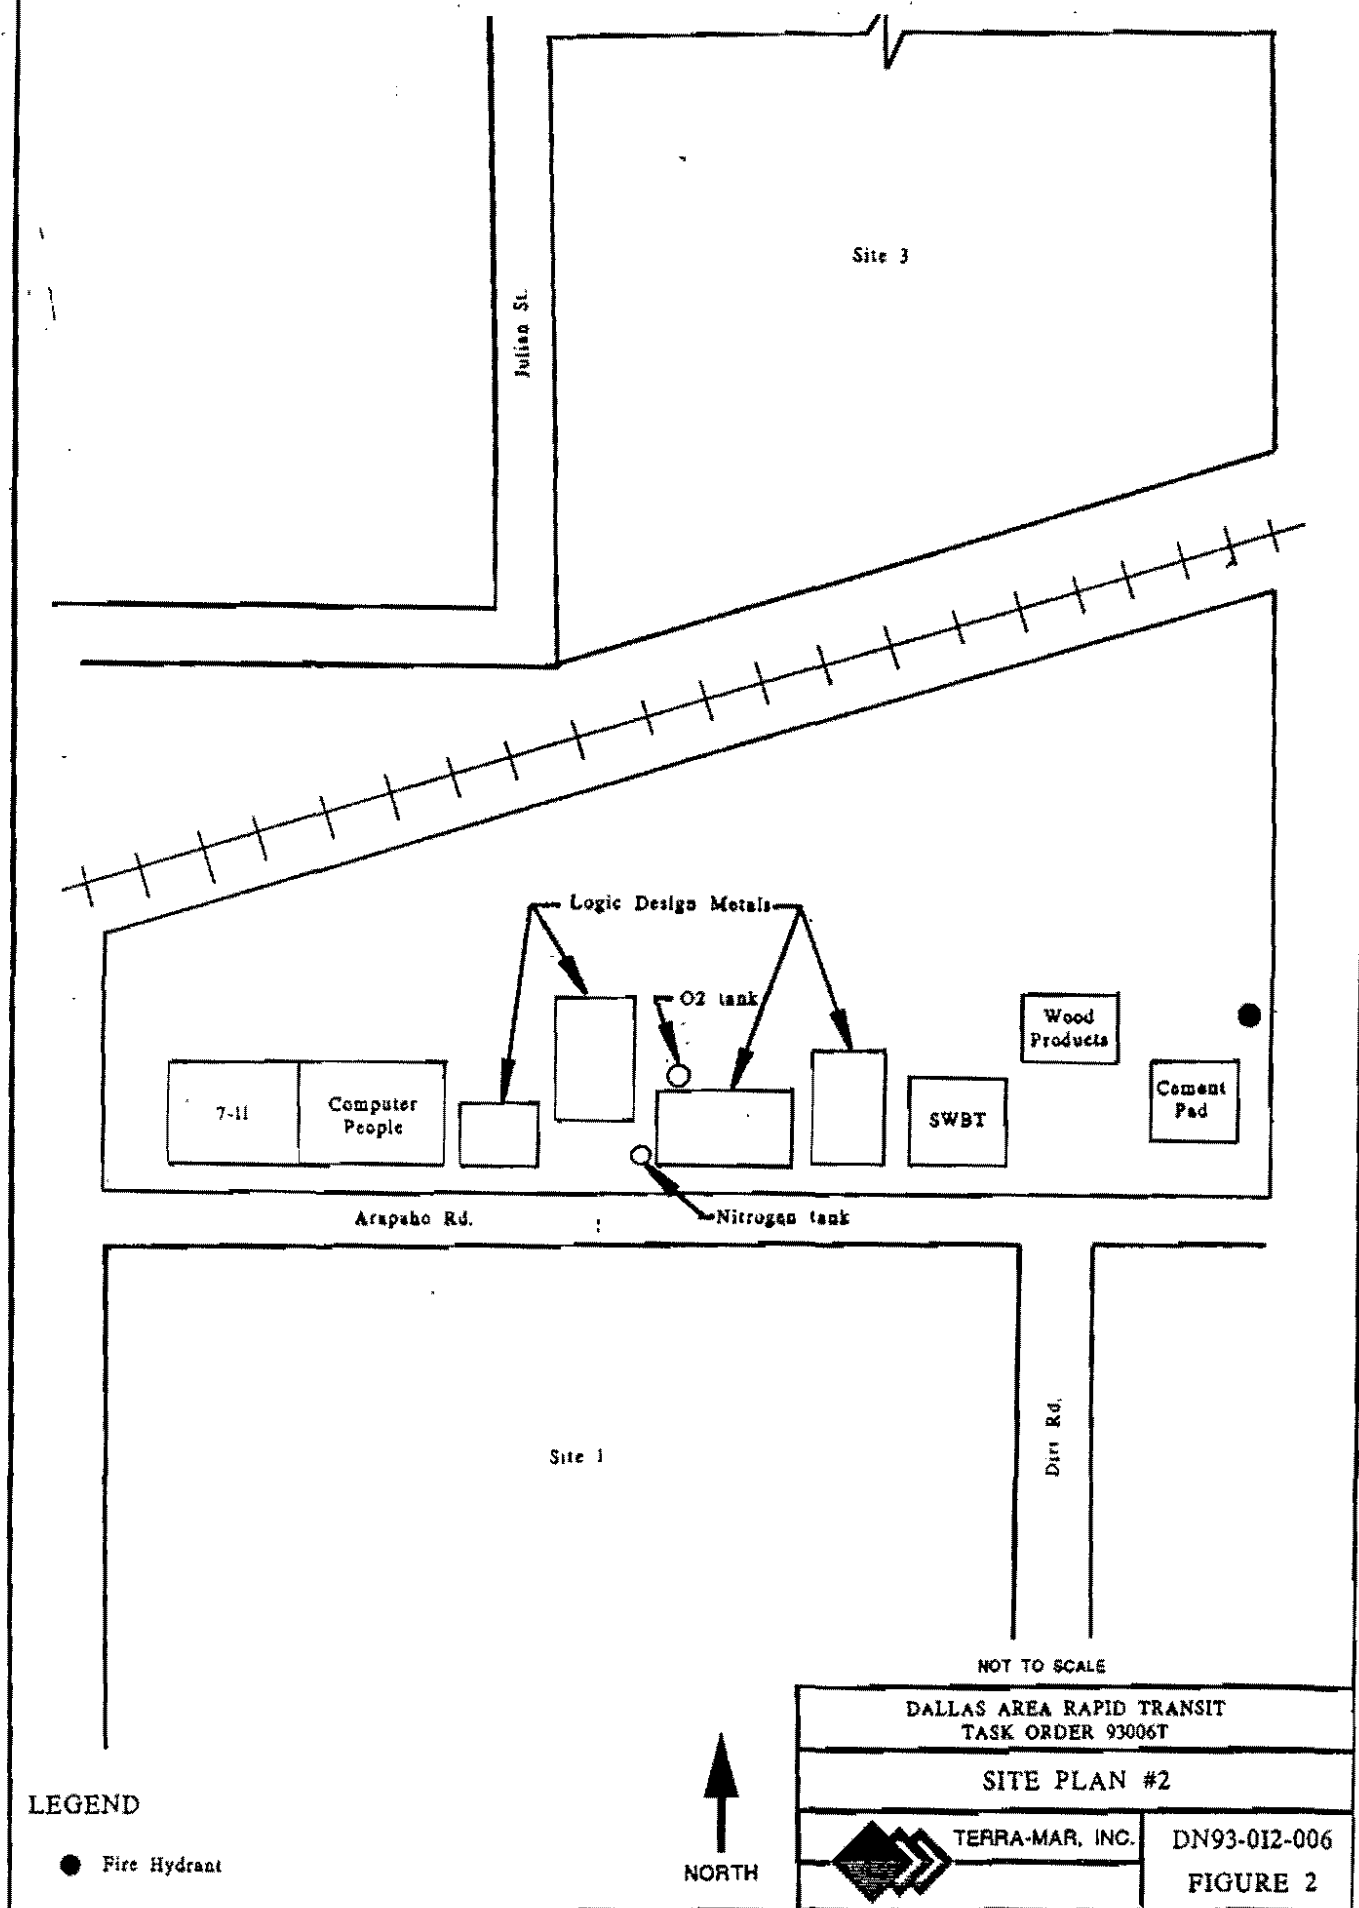 Site 3
Julian St.
Logic Design Metals
O2 tank
Wood
Products
7-11
Computer
People
SWBT
Cement
Pad
Arapaho Rd.
Nitrogen tank
Site 1
Dirt Rd.
NOT TO SCALE
DALLAS AREA RAPID TRANSIT
TASK ORDER 93006T
SITE PLAN #2
LEGEND
TERRA-MAR, INC.
DN93-012-006
Fire Hydrant
NORTH
FIGURE 2